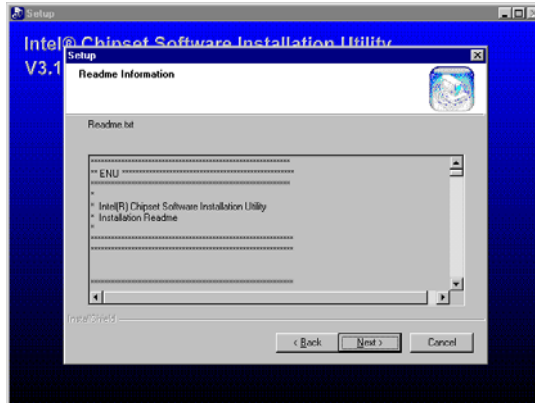 Setup
Intel® Chipset Software Installation Utility
V3.1
Setup
Readme Information
Readme.txt
** ENU **
*
* Intel(R) Chipset Software Installation Utility
* Installation Readme
*
InstallShield
< Back
Next >
Cancel